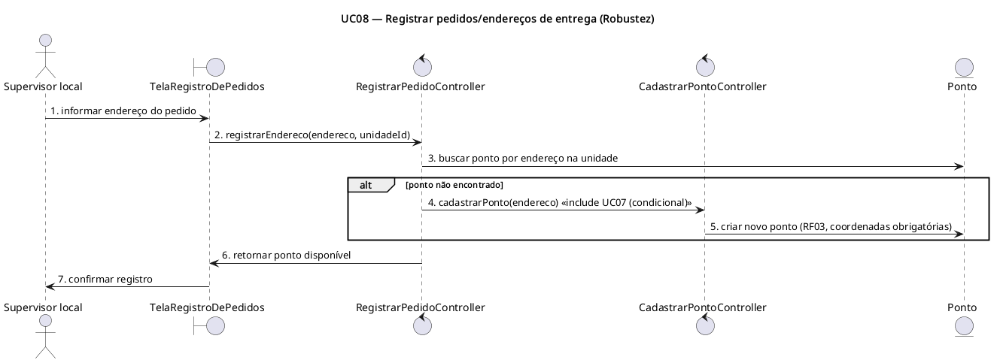 UC08 — Registrar pedidos/endereços de entrega (Robustez)
Supervisor local
TelaRegistroDePedidos
RegistrarPedidoController
CadastrarPontoController
Ponto
1. informar endereço do pedido
2. registrarEndereco(endereco, unidadeId)
3. buscar ponto por endereço na unidade
alt [ponto não encontrado]
4. cadastrarPonto(endereco) «include UC07 (condicional)»
5. criar novo ponto (RF03, coordenadas obrigatórias)
6. retornar ponto disponível
7. confirmar registro
Supervisor local
TelaRegistroDePedidos
RegistrarPedidoController
CadastrarPontoController
Ponto